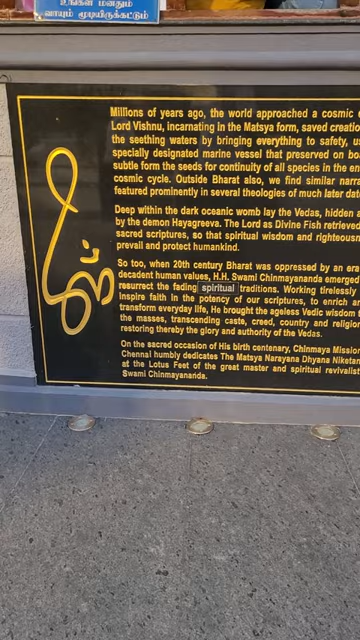 உங்கள் மனதும்
வாயும் மூடியிருக்கட்டும்
Millions of years ago, the world approached a cosmic
Lord Vishnu, incarnating in the Matsya form, saved creatio
the seething waters by bringing everything to safety, us
specially designated marine vessel that preserved on bo
subtle form the seeds for continuity of all species in the en
cosmic cycle. Outside Bharat also, we find similar narra
featured prominently in several theologies of much later dat
Deep within the dark oceanic womb lay the Vedas, hidden a
by the demon Hayagreeva. The Lord as Divine Fish retrieved
sacred scriptures, so that spiritual wisdom and righteous
prevail and protect humankind.
So too, when 20th century Bharat was oppressed by an era
decadent human values, H.H. Swami Chinmayananda emerged
resurrect the fading spiritual traditions. Working tirelessly
inspire faith in the potency of our scriptures, to enrich an
transform everyday life, He brought the ageless Vedic wisdom t
the masses, transcending caste, creed, country and religio
restoring thereby the glory and authority of the Vedas.
On the sacred occasion of His birth centenary, Chinmaya Mission
Chennai humbly dedicates The Matsya Narayana Dhyana Niketan
at the Lotus Feet of the great master and spiritual revivalist
Swami Chinmayananda.